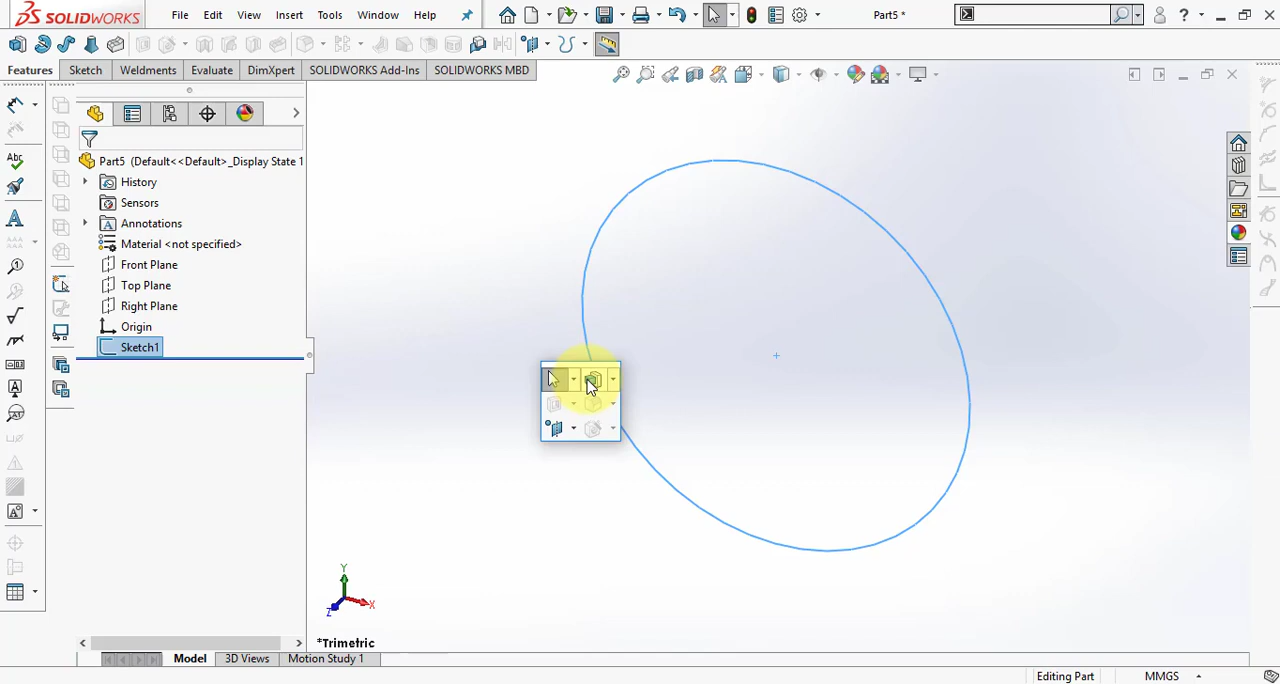 SOLIDWORKS File Edit View Insert Tools Window Help Part5 * ?
Features Sketch Weldments Evaluate DimXpert SOLIDWORKS Add-Ins SOLIDWORKS MBD
Part5 (Default<<Default>_Display State 1
History
Sensors
Annotations
Material <not specified>
Front Plane
Top Plane
Right Plane
Origin
Sketch1
Abc
A
Y
X
Z
*Trimetric
Model 3D Views Motion Study 1
Editing Part MMGS